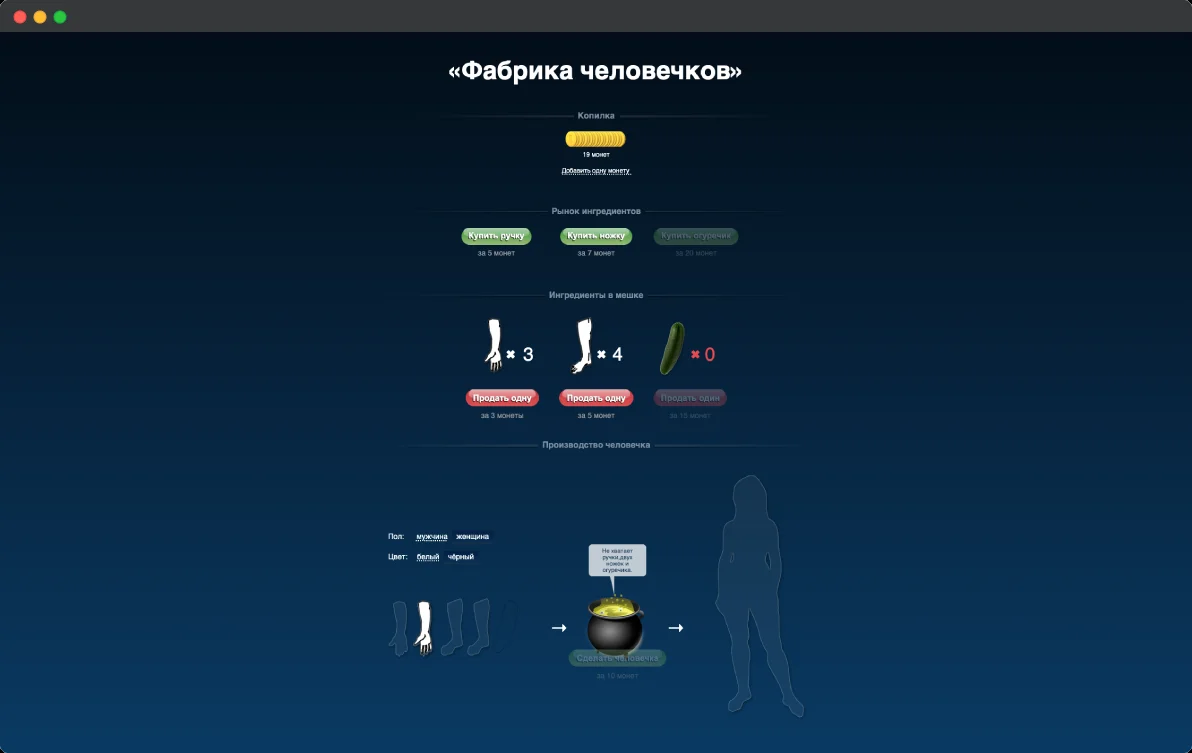 «Фабрика человечков»
Копилка
19 монет
Добавить одну монету
Рынок ингредиентов
Купить ручку Купить ножку Купить огуречик
за 5 монет за 7 монет за 20 монет
Ингредиенты в мешке
× 3 × 4 × 0
Продать одну Продать одну Продать один
за 3 монеты за 5 монет за 15 монет
Производство человечка
Пол: мужчина женщина
Цвет: белый чёрный
Не хватает
ручки,двух
ножек и
огуречика.
Сделать человечка
за 10 монет